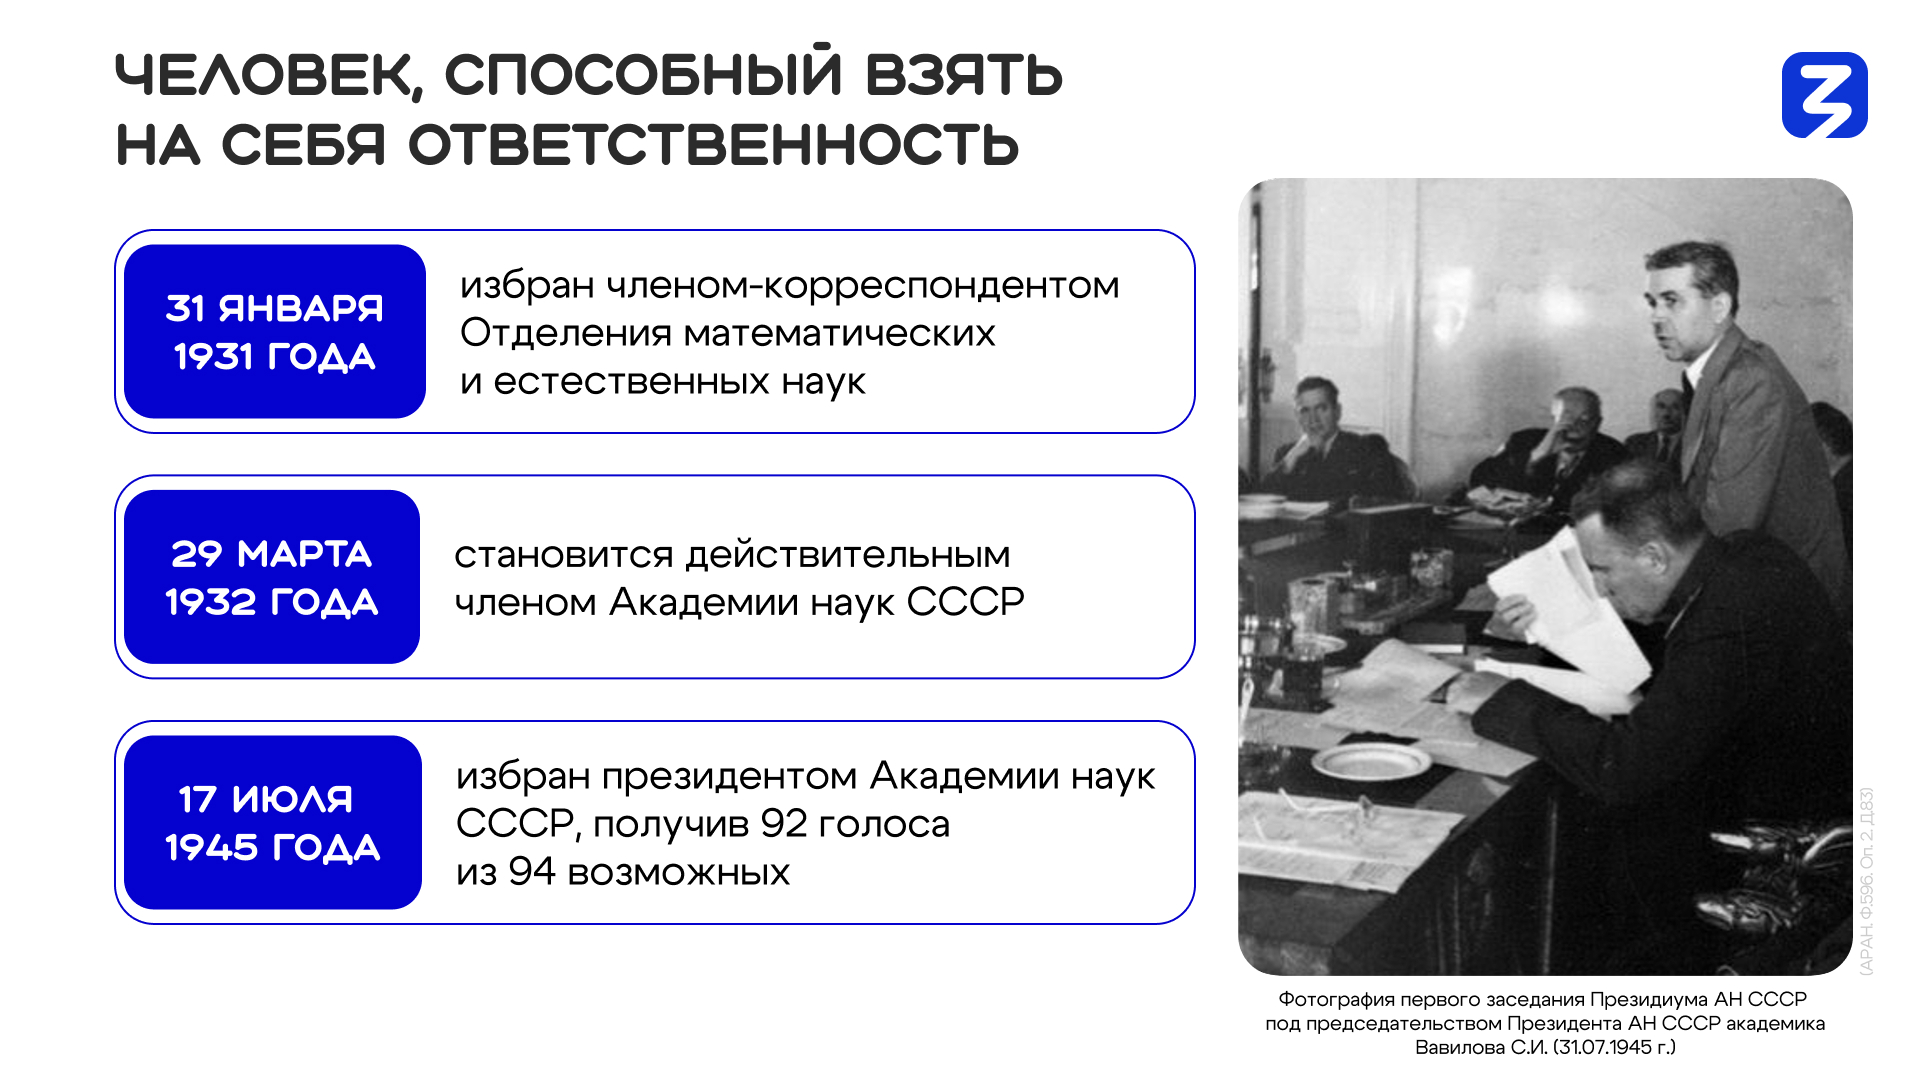 ЧЕЛОВЕК, СПОСОБНЫЙ ВЗЯТЬ
НА СЕБЯ ОТВЕТСТВЕННОСТЬ
31 ЯНВАРЯ
1931 ГОДА
избран членом-корреспондентом
Отделения математических
и естественных наук
29 МАРТА
1932 ГОДА
становится действительным
членом Академии наук СССР
17 ИЮЛЯ
1945 ГОДА
избран президентом Академии наук
СССР, получив 92 голоса
из 94 возможных
(АРАН. Ф.596. Оп. 2. Д.83)
Фотография первого заседания Президиума АН СССР
под председательством Президента АН СССР академика
Вавилова С.И. (31.07.1945 г.)